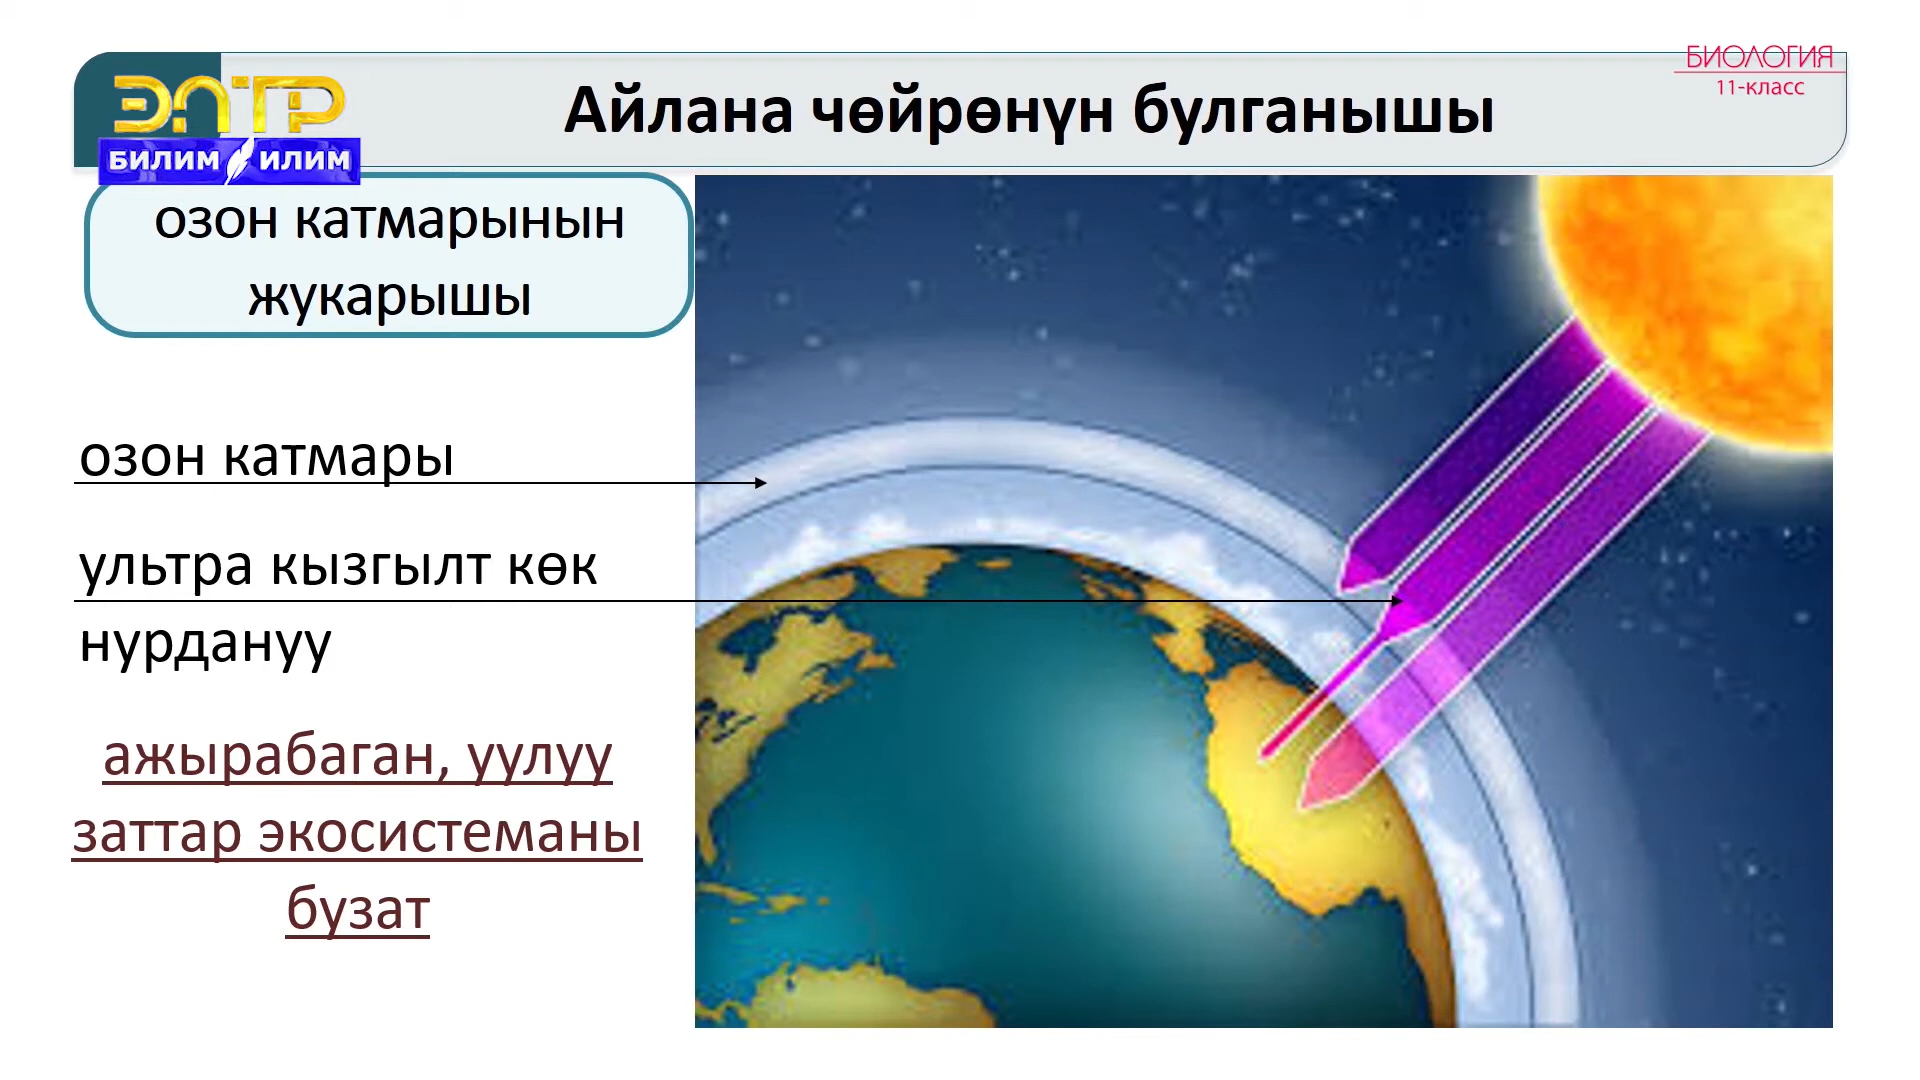 БИОЛОГИЯ
11-класс
ЭЛТР
БИЛИМ ИЛИМ
Айлана чөйрөнүн булганышы
озон катмарынын
жукарышы
озон катмары
ультра кызгылт көк
нурдануу
ажырабаган, уулуу
заттар экосистеманы
бузат